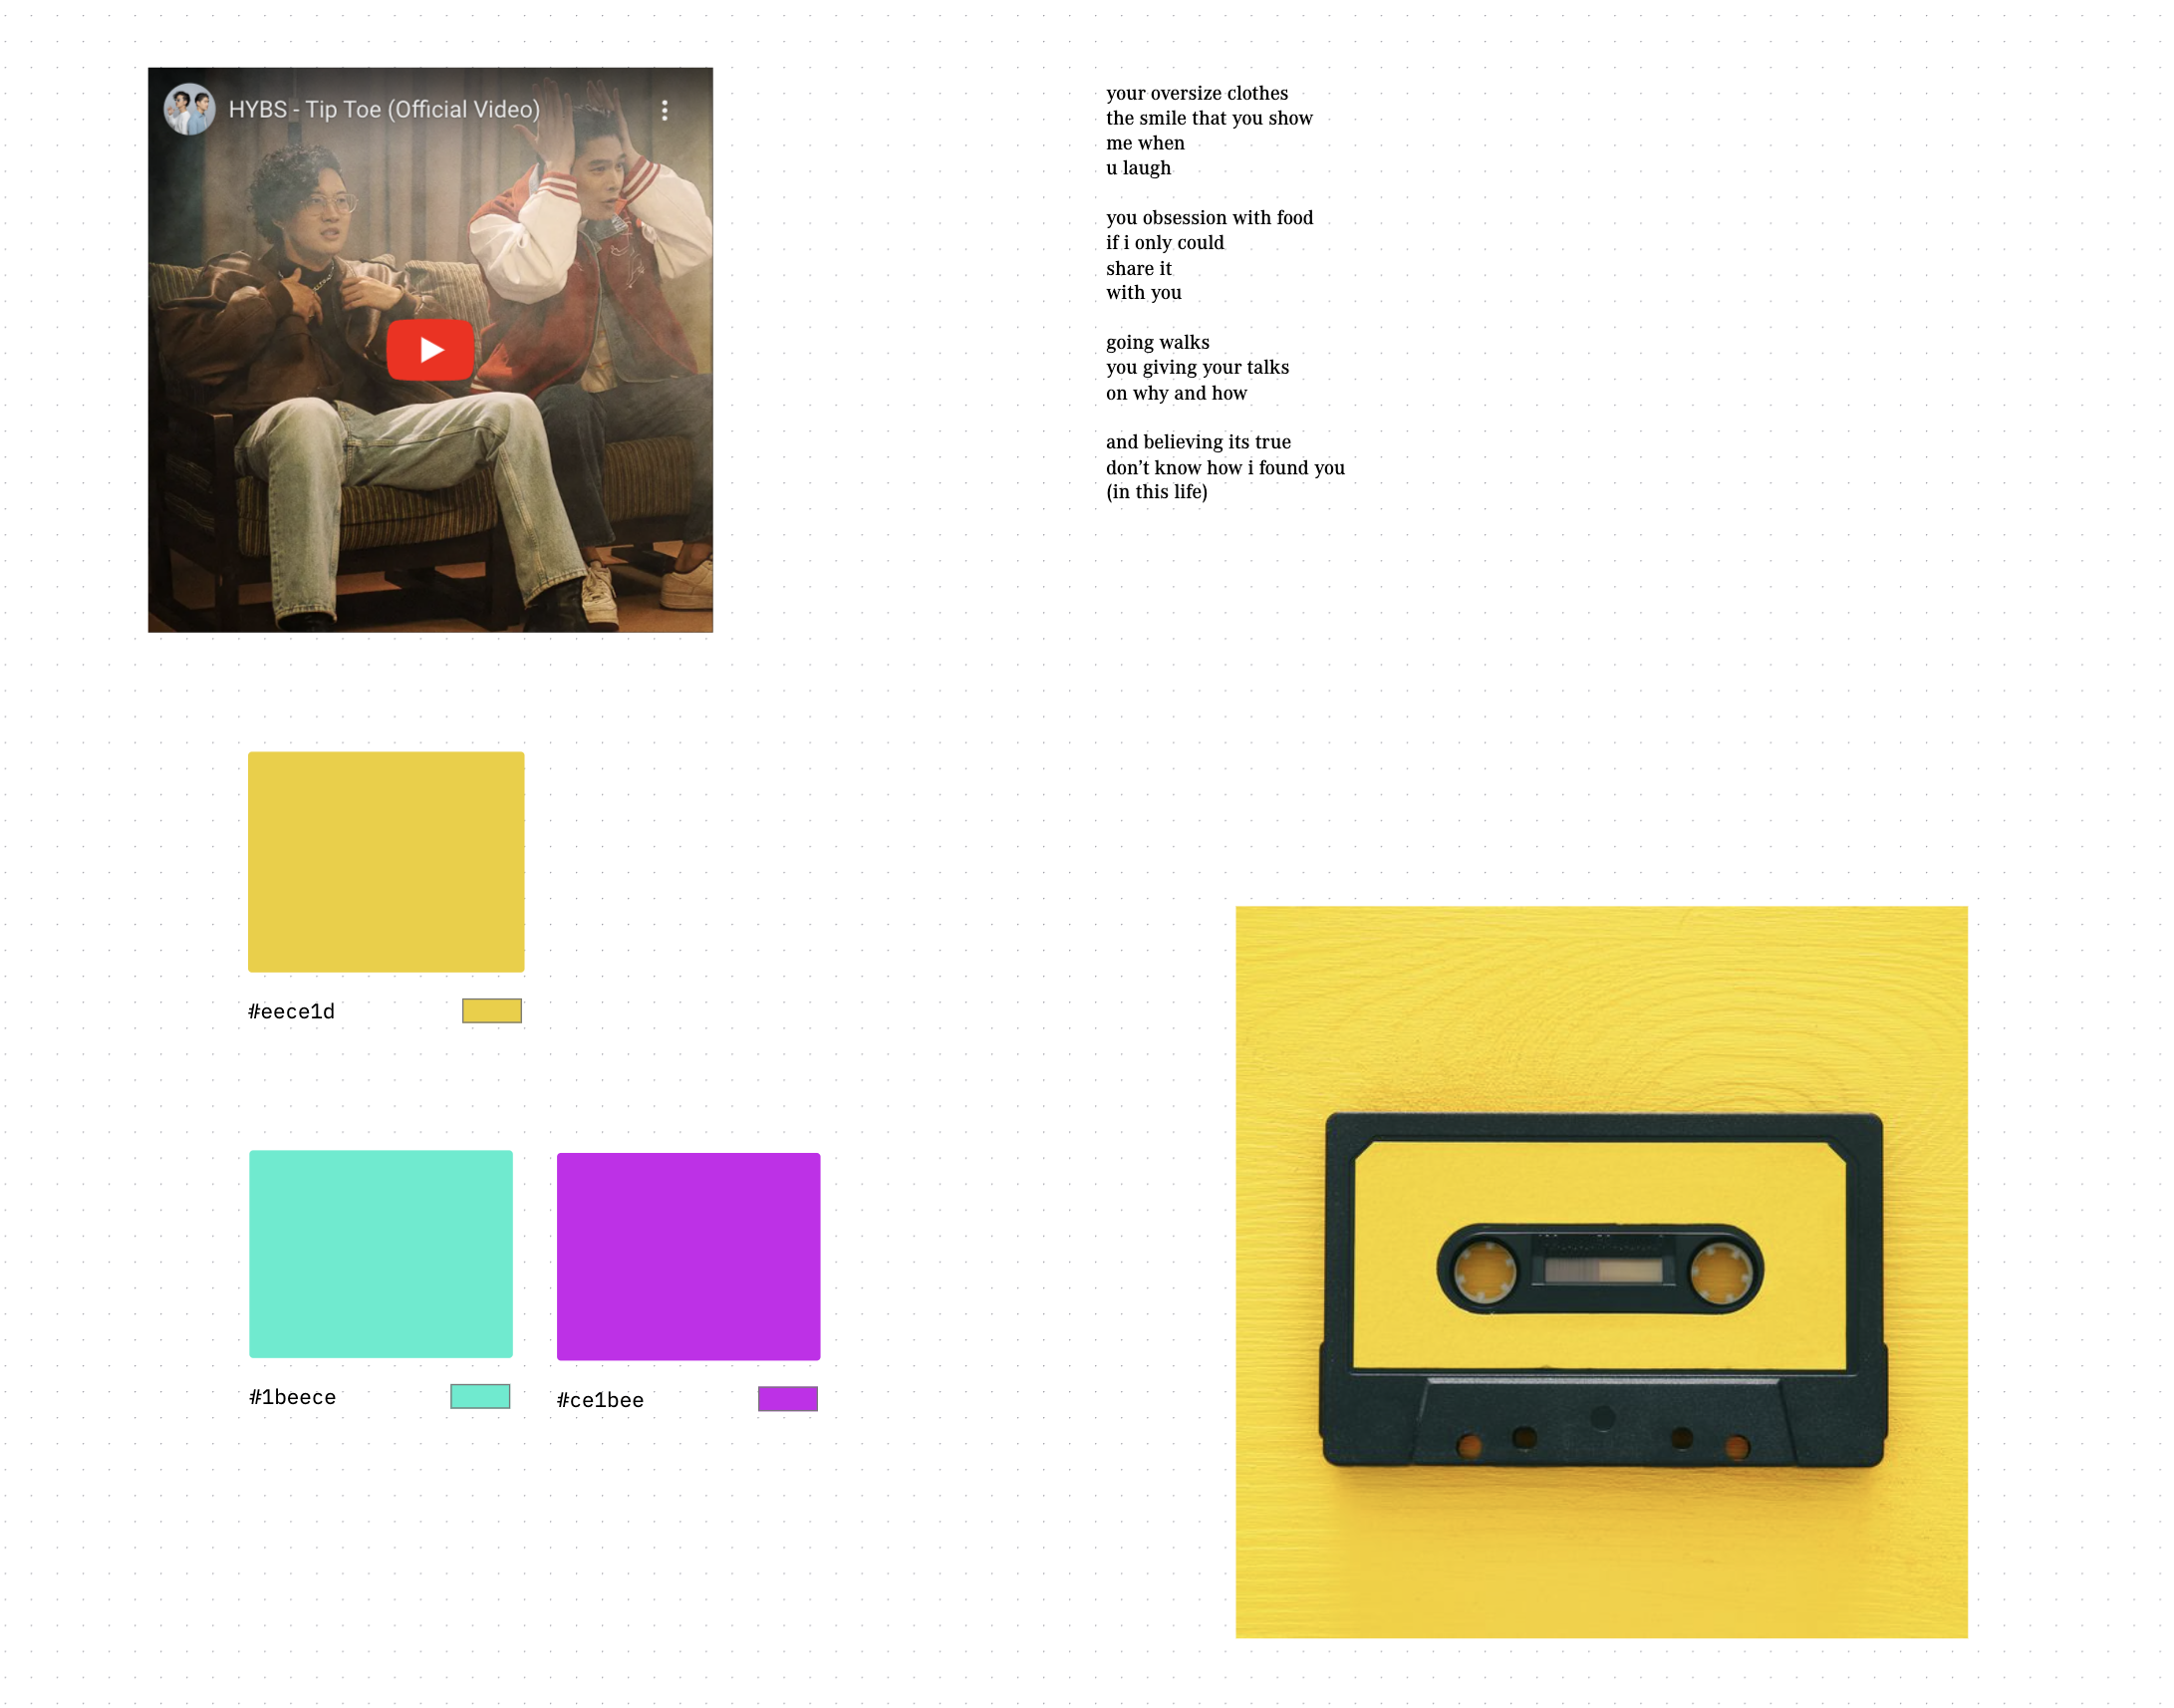 HYBS - Tip Toe (Official Video)
your oversize clothes
the smile that you show
me when
u laugh
you obsession with food
if i only could
share it
with you
going walks
you giving your talks
on why and how
and believing its true
don’t know how i found you
(in this life)
#eece1d
#1beece
#ce1bee